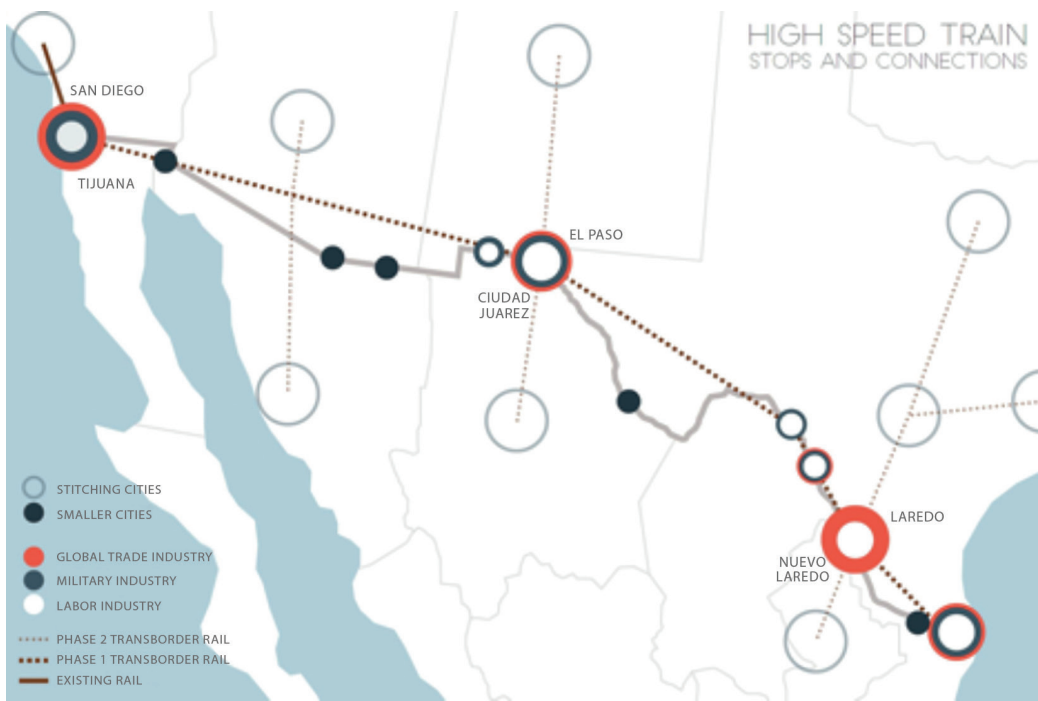 HIGH SPEED TRAIN
STOPS AND CONNECTIONS
SAN DIEGO
TIJUANA
EL PASO
CIUDAD
JUAREZ
LAREDO
NUEVO
LAREDO
STITCHING CITIES
SMALLER CITIES
GLOBAL TRADE INDUSTRY
MILITARY INDUSTRY
LABOR INDUSTRY
PHASE 2 TRANSBORDER RAIL
PHASE 1 TRANSBORDER RAIL
EXISTING RAIL